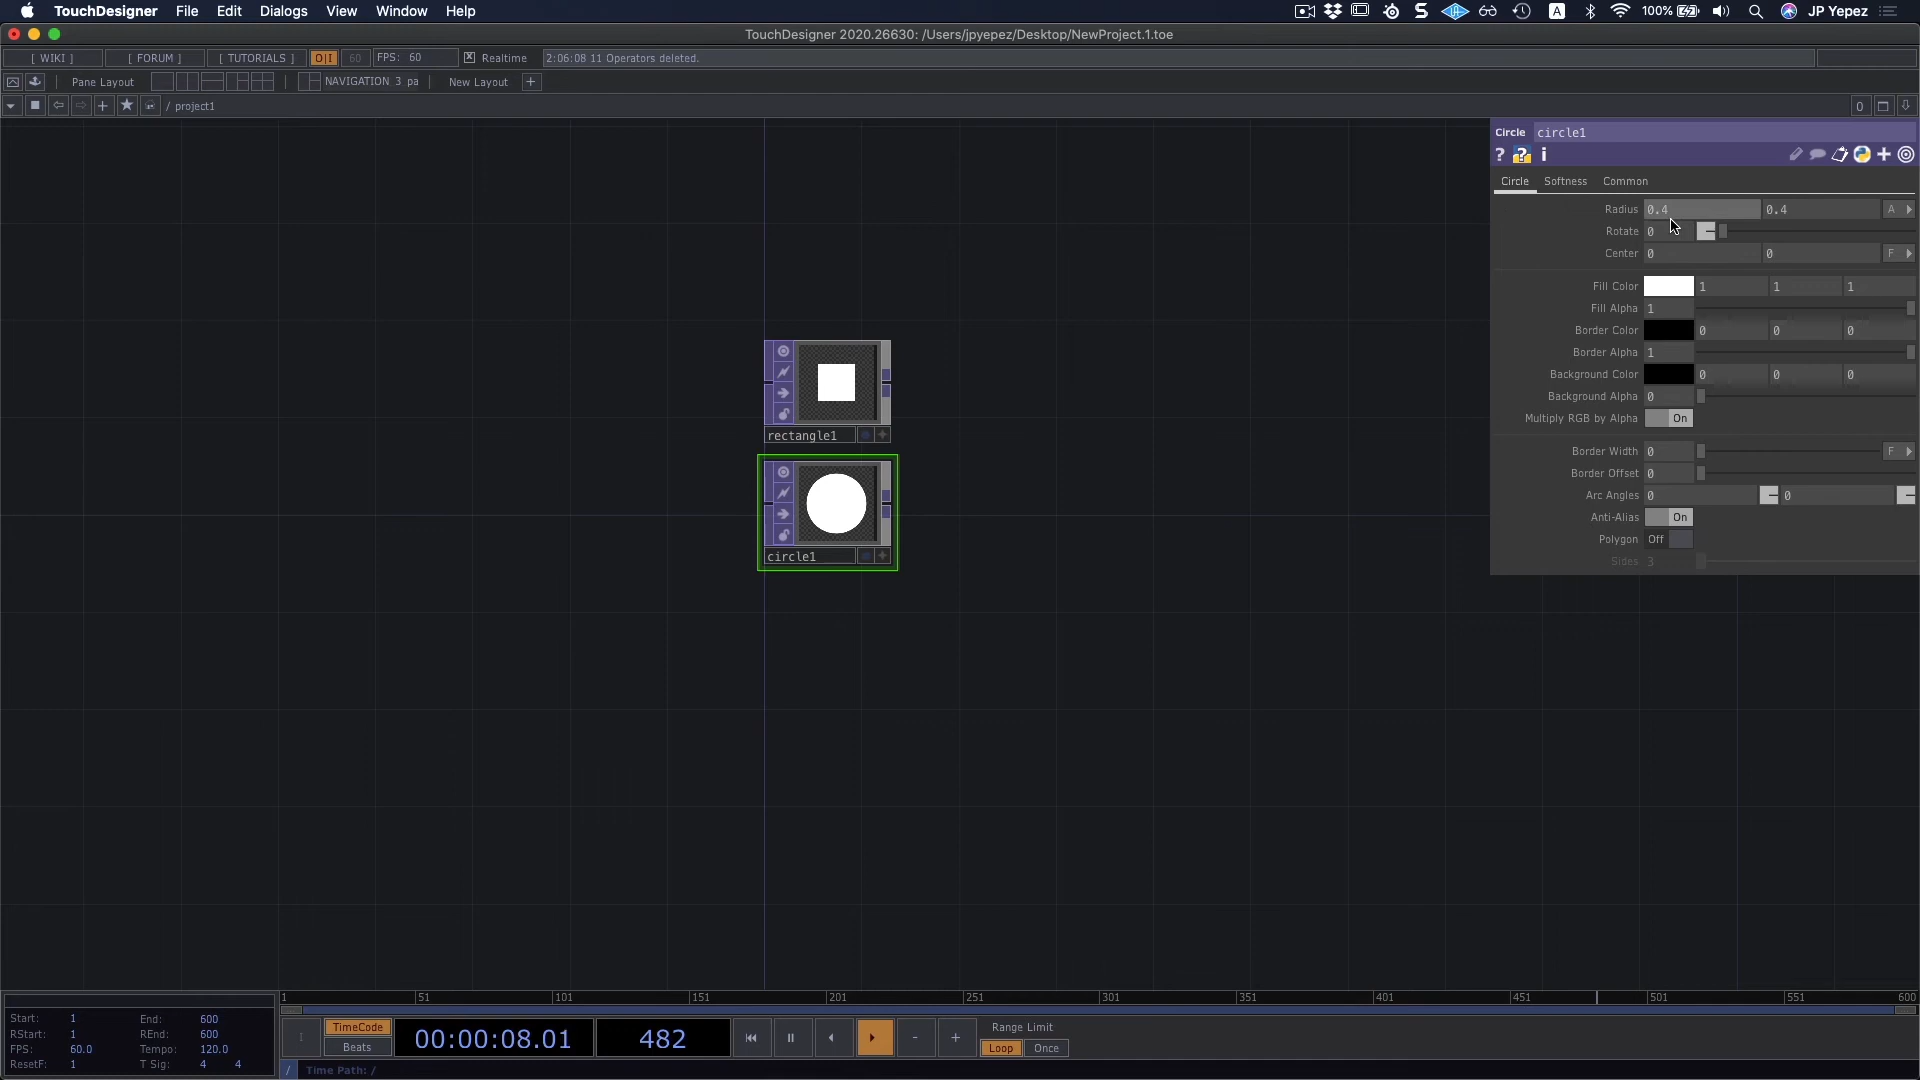 TouchDesigner File Edit Dialogs View Window Help 100% JP Yepez
TouchDesigner 2020.26630: /Users/jpyepez/Desktop/NewProject.1.toe
[ WIKI ] [ FORUM ] [ TUTORIALS ] O|I 60 FPS: 60 Realtime 2:06:08 11 Operators deleted.
Pane Layout NAVIGATION 3 pa New Layout +
/ project1 0
Circle circle1
? ? i
Circle Softness Common
Radius 0.4 0.4 A
Rotate 0
Center 0 0 F
Fill Color 1 1 1
Fill Alpha 1
Border Color 0 0 0
Border Alpha 1
Background Color 0 0 0
Background Alpha 0
Multiply RGB by Alpha On
Border Width 0 F
Border Offset 0
Arc Angles 0 0
Anti-Alias On
Polygon Off
Sides 3
rectangle1
circle1
1 51 101 151 201 251 301 351 401 451 501 551 600
Start: 1 End: 600
RStart: 1 REnd: 600
FPS: 60.0 Tempo: 120.0
ResetF: 1 T Sig: 4 4
TimeCode
Beats
00:00:08.01 482
- +
Range Limit
Loop Once
/ Time Path: /